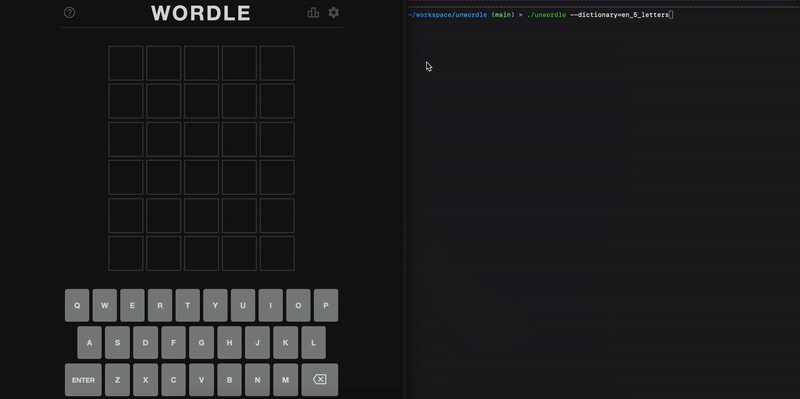 WORDLE
~/workspace/unwordle (main) » ./unwordle --dictionary=en_5_letters
Q W E R T Y U I O P
A S D F G H J K L
ENTER Z X C V B N M